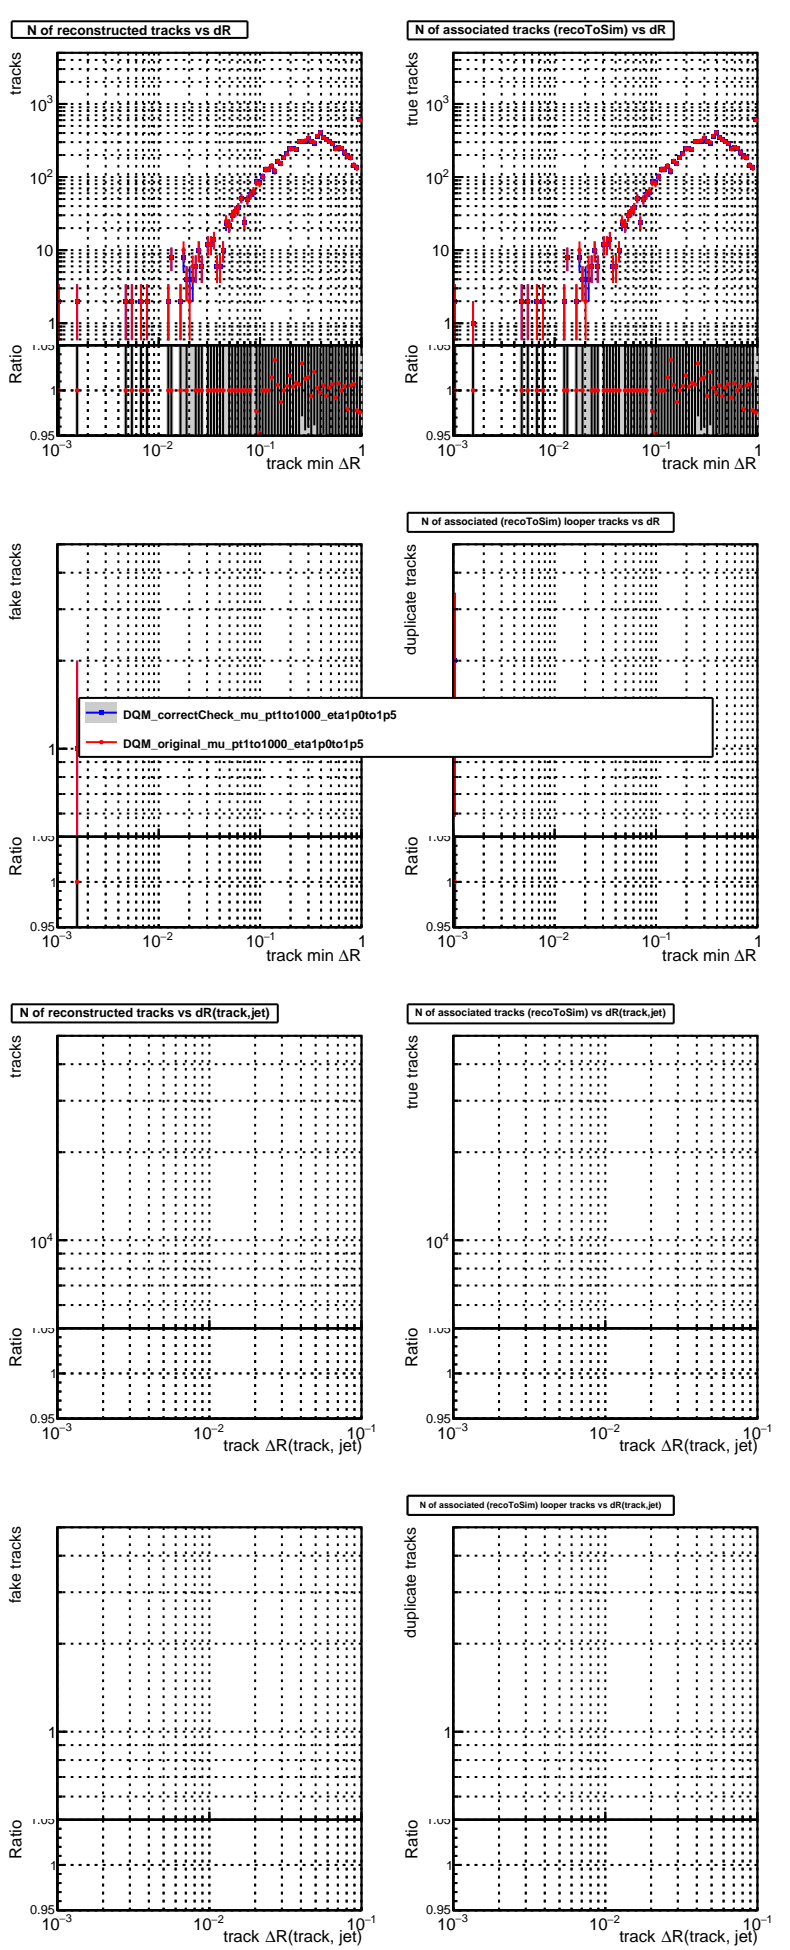 N of reconstructed tracks vs dR
tracks
10³
10²
10
1
1.05
Ratio
1
0.95
10⁻³ 10⁻² 10⁻¹ 1
track min ΔR
N of associated tracks (recoToSim) vs dR
true tracks
10³
10²
10
1
1.05
Ratio
1
0.95
10⁻³ 10⁻² 10⁻¹ 1
track min ΔR
fake tracks
1
1.05
Ratio
1
0.95
10⁻³ 10⁻² 10⁻¹ 1
track min ΔR
N of associated (recoToSim) looper tracks vs dR
duplicate tracks
1
1.05
Ratio
1
0.95
10⁻³ 10⁻² 10⁻¹ 1
track min ΔR
DQM_correctCheck_mu_pt1to1000_eta1p0to1p5
DQM_original_mu_pt1to1000_eta1p0to1p5
N of reconstructed tracks vs dR(track,jet)
tracks
10⁴
1.05
Ratio
1
0.95
10⁻³ 10⁻² 10⁻¹
track ΔR(track, jet)
N of associated tracks (recoToSim) vs dR(track,jet)
true tracks
10⁴
1.05
Ratio
1
0.95
10⁻³ 10⁻² 10⁻¹
track ΔR(track, jet)
fake tracks
1
1.05
Ratio
1
0.95
10⁻³ 10⁻² 10⁻¹
track ΔR(track, jet)
N of associated (recoToSim) looper tracks vs dR(track,jet)
duplicate tracks
1
1.05
Ratio
1
0.95
10⁻³ 10⁻² 10⁻¹
track ΔR(track, jet)